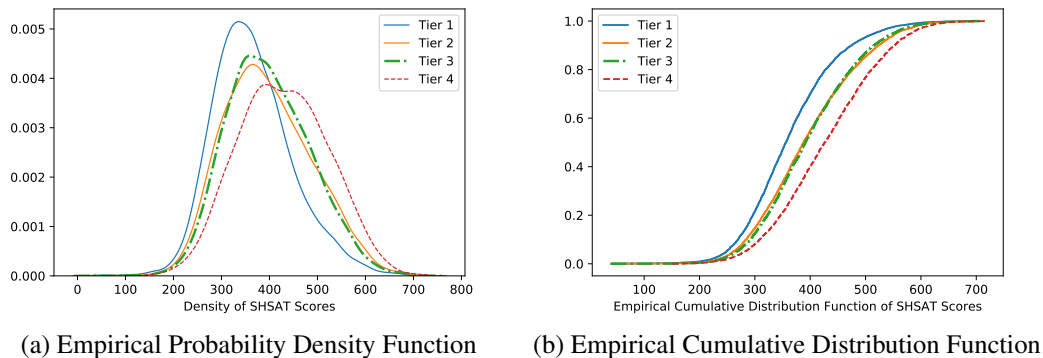 0.005
0.004
0.003
0.002
0.001
0.000
Tier 1
Tier 2
Tier 3
Tier 4
0 100 200 300 400 500 600 700 800
Density of SHSAT Scores
(a) Empirical Probability Density Function
1.0
0.8
0.6
0.4
0.2
0.0
Tier 1
Tier 2
Tier 3
Tier 4
100 200 300 400 500 600 700
Empirical Cumulative Distribution Function of SHSAT Scores
(b) Empirical Cumulative Distribution Function